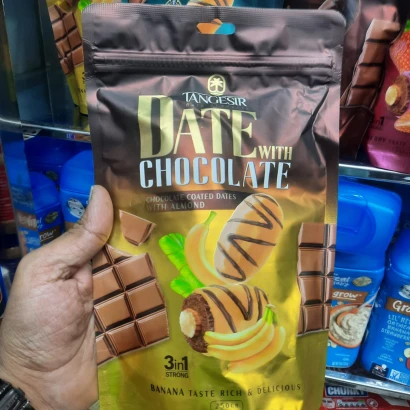 TANGESIR
DATE
WITH
CHOCOLATE
CHOCOLATE COATED DATES
WITH ALMOND
3in1
STRONG
BANANA TASTE RICH & DELICIOUS